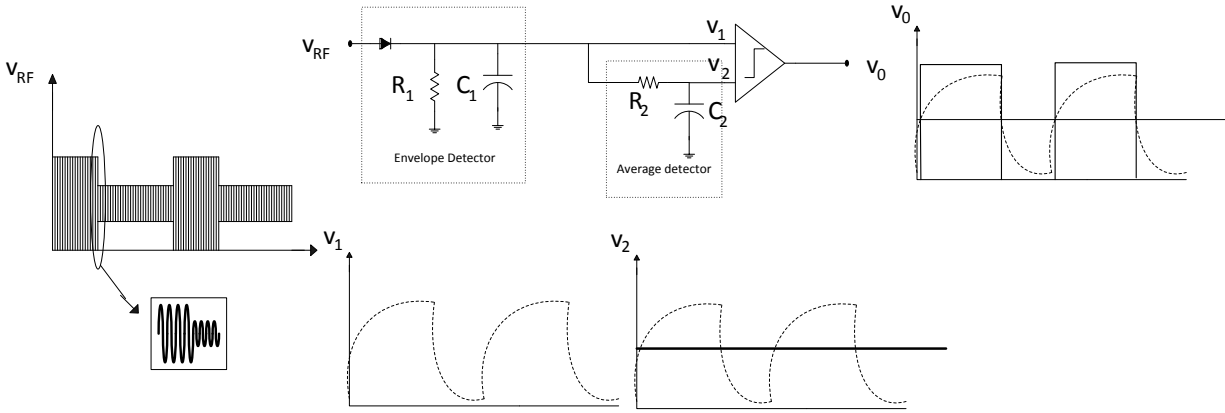 V_RF
V_RF
R_1
C_1
Envelope Detector
V_1
V_2
R_2
C_2
Average detector
V_0
V_0
V_1
V_2